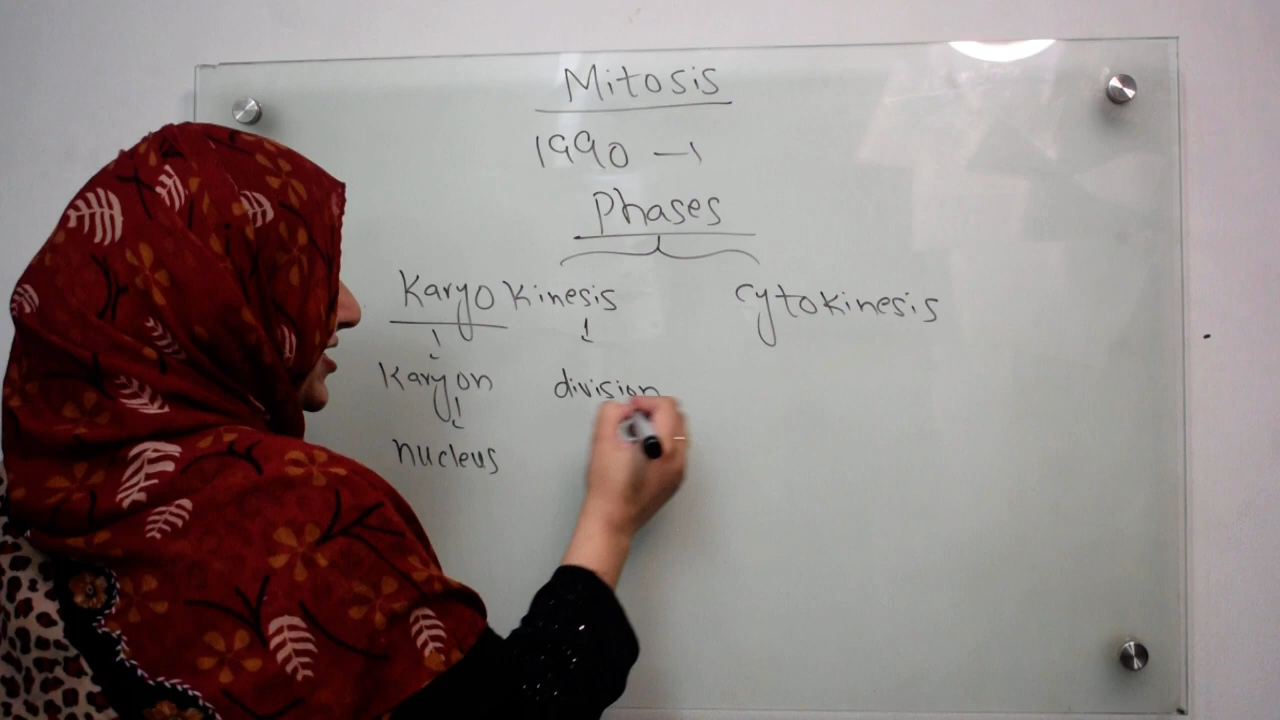 Mitosis
1990 →
Phases
Karyokinesis cytokinesis
Karyon division
nucleus